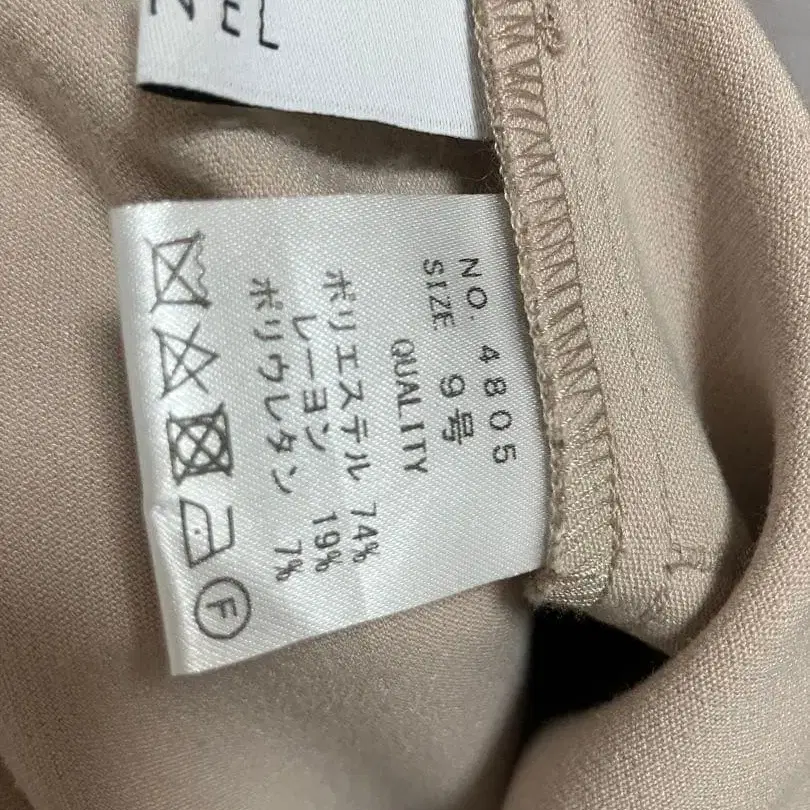 NO. 4805
SIZE 9号
QUALITY
ポリエステル 74%
レーヨン 19%
ポリウレタン 7%
F